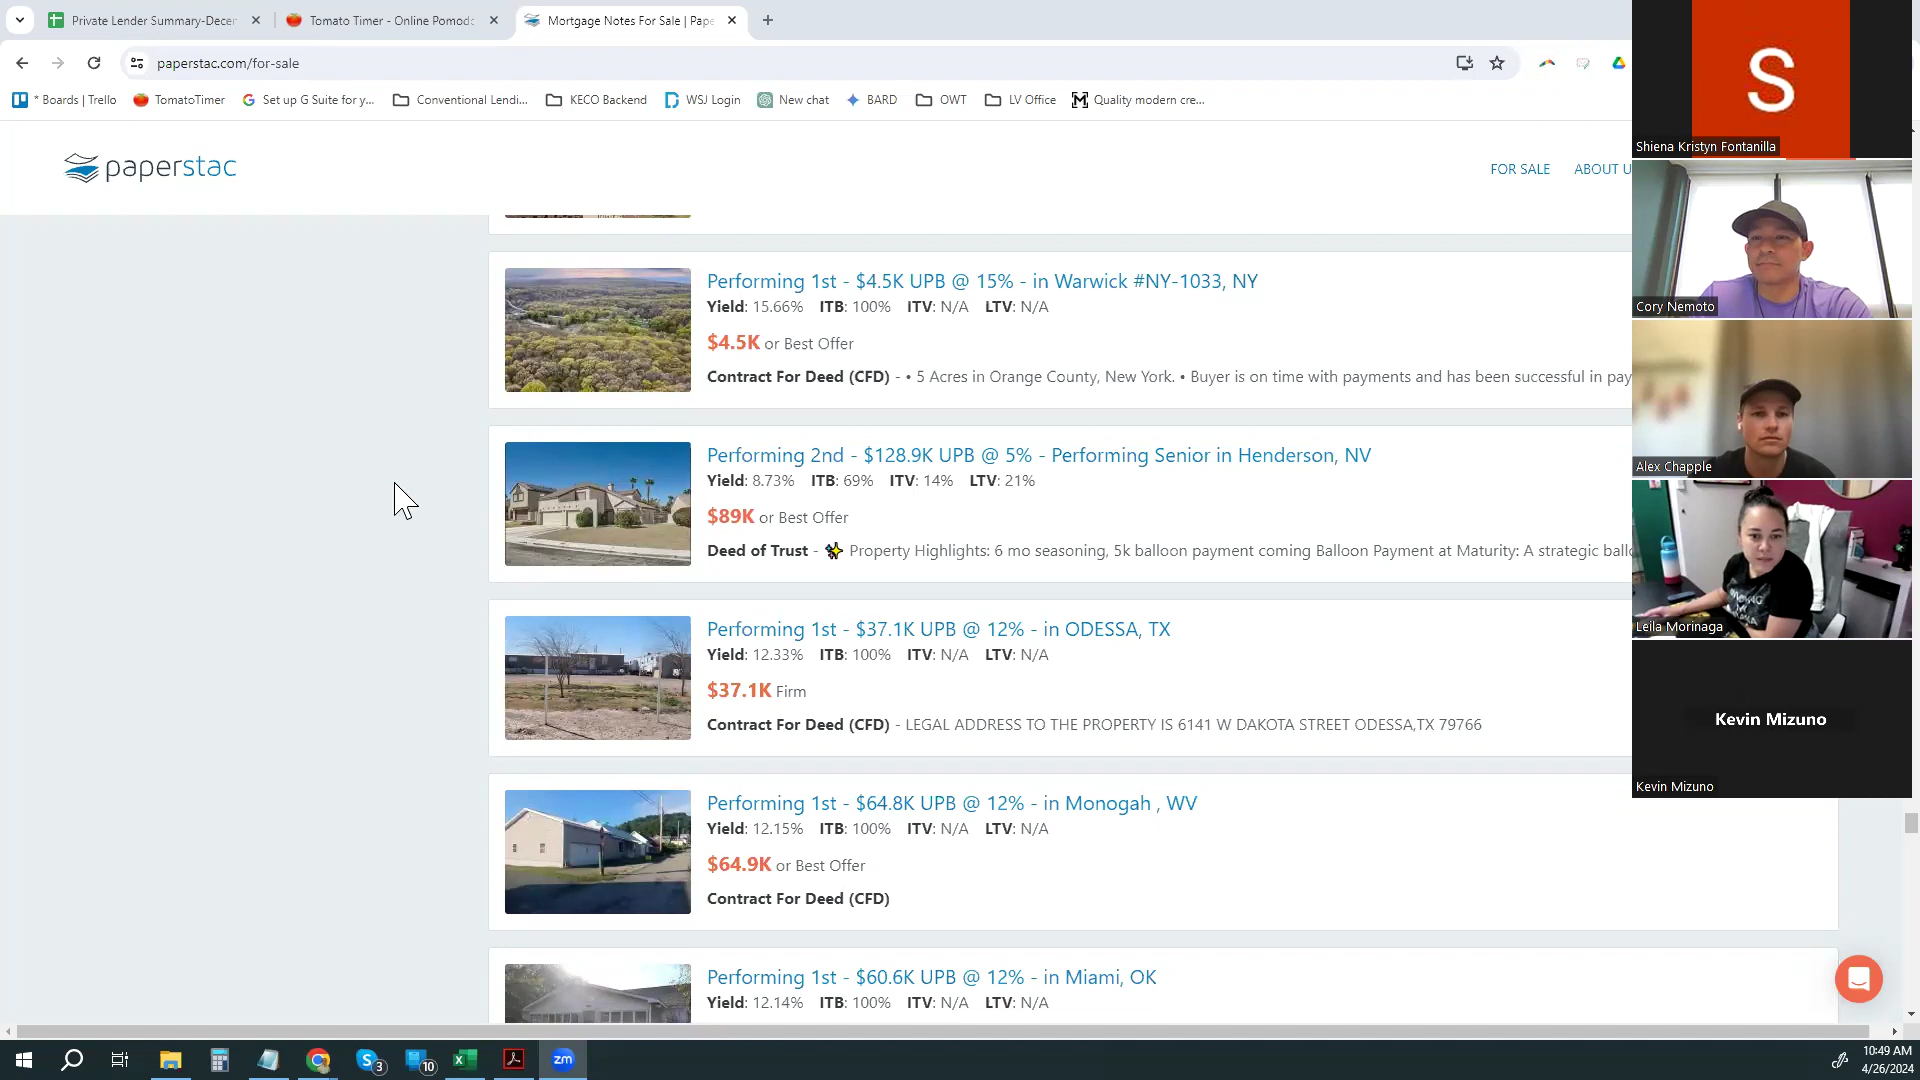 Private Lender Summary-Decen
Tomato Timer - Online Pomodo
Mortgage Notes For Sale | Pape
paperstac.com/for-sale
* Boards | Trello
TomatoTimer
Set up G Suite for y...
Conventional Lendi...
KECO Backend
WSJ Login
New chat
BARD
OWT
LV Office
Quality modern cre...
paperstac
FOR SALE
ABOUT U
Performing 1st - $4.5K UPB @ 15% - in Warwick #NY-1033, NY
Yield: 15.66% ITB: 100% ITV: N/A LTV: N/A
$4.5K or Best Offer
Contract For Deed (CFD) - • 5 Acres in Orange County, New York. • Buyer is on time with payments and has been successful in pay
Performing 2nd - $128.9K UPB @ 5% - Performing Senior in Henderson, NV
Yield: 8.73% ITB: 69% ITV: 14% LTV: 21%
$89K or Best Offer
Deed of Trust - ✨ Property Highlights: 6 mo seasoning, 5k balloon payment coming Balloon Payment at Maturity: A strategic ballo
Performing 1st - $37.1K UPB @ 12% - in ODESSA, TX
Yield: 12.33% ITB: 100% ITV: N/A LTV: N/A
$37.1K Firm
Contract For Deed (CFD) - LEGAL ADDRESS TO THE PROPERTY IS 6141 W DAKOTA STREET ODESSA,TX 79766
Performing 1st - $64.8K UPB @ 12% - in Monogah , WV
Yield: 12.15% ITB: 100% ITV: N/A LTV: N/A
$64.9K or Best Offer
Contract For Deed (CFD)
Performing 1st - $60.6K UPB @ 12% - in Miami, OK
Yield: 12.14% ITB: 100% ITV: N/A LTV: N/A
S
Shiena Kristyn Fontanilla
Cory Nemoto
Alex Chapple
Leila Morinaga
Kevin Mizuno
Kevin Mizuno
3
10
zm
10:49 AM
4/26/2024